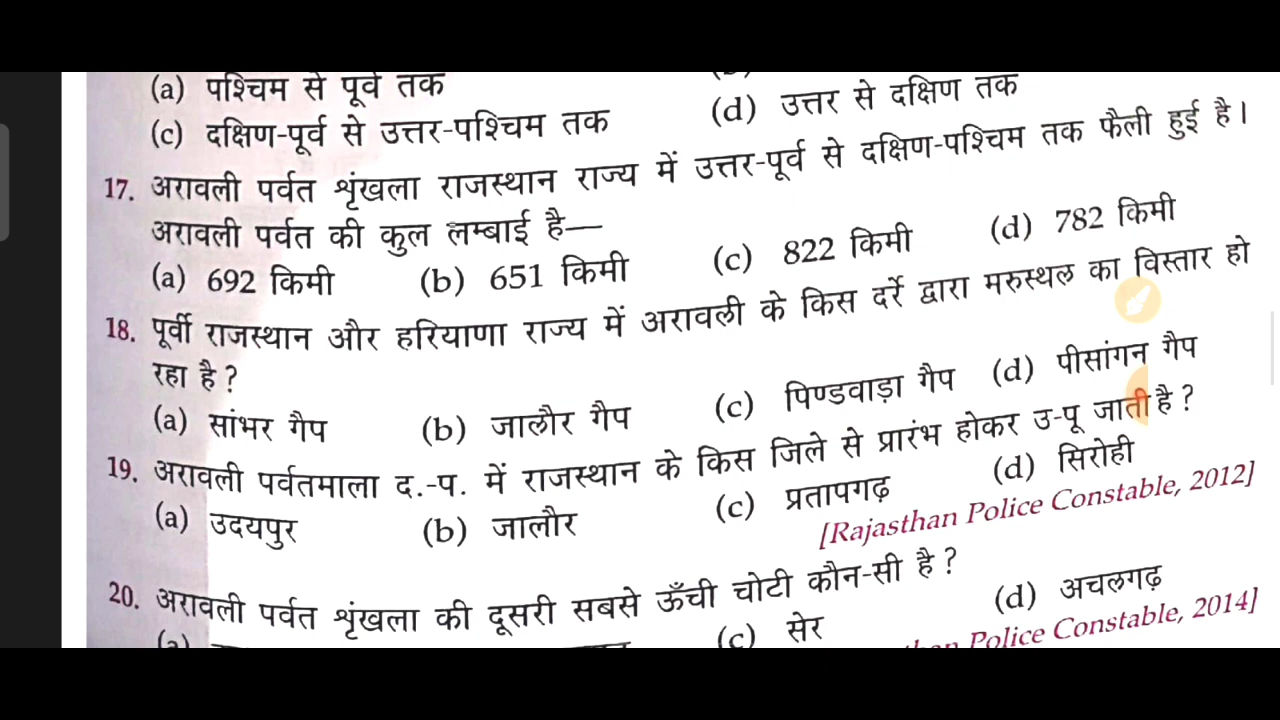 (a) पश्चिम से पूर्व तक
(c) दक्षिण-पूर्व से उत्तर-पश्चिम तक (d) उत्तर से दक्षिण तक
17. अरावली पर्वत शृंखला राजस्थान राज्य में उत्तर-पूर्व से दक्षिण-पश्चिम तक फैली हुई है।
अरावली पर्वत की कुल लम्बाई है—
(a) 692 किमी (b) 651 किमी (c) 822 किमी (d) 782 किमी
18. पूर्वी राजस्थान और हरियाणा राज्य में अरावली के किस दर्रे द्वारा मरुस्थल का विस्तार हो
रहा है ?
(a) सांभर गैप (b) जालौर गैप (c) पिण्डवाड़ा गैप (d) पीसांगन गैप
19. अरावली पर्वतमाला द.-प. में राजस्थान के किस जिले से प्रारंभ होकर उ-पू जाती है ?
(a) उदयपुर (b) जालौर (c) प्रतापगढ़ (d) सिरोही
[Rajasthan Police Constable, 2012]
20. अरावली पर्वत शृंखला की दूसरी सबसे ऊँची चोटी कौन-सी है ?
(c) सेर (d) अचलगढ़
Police Constable, 2014]